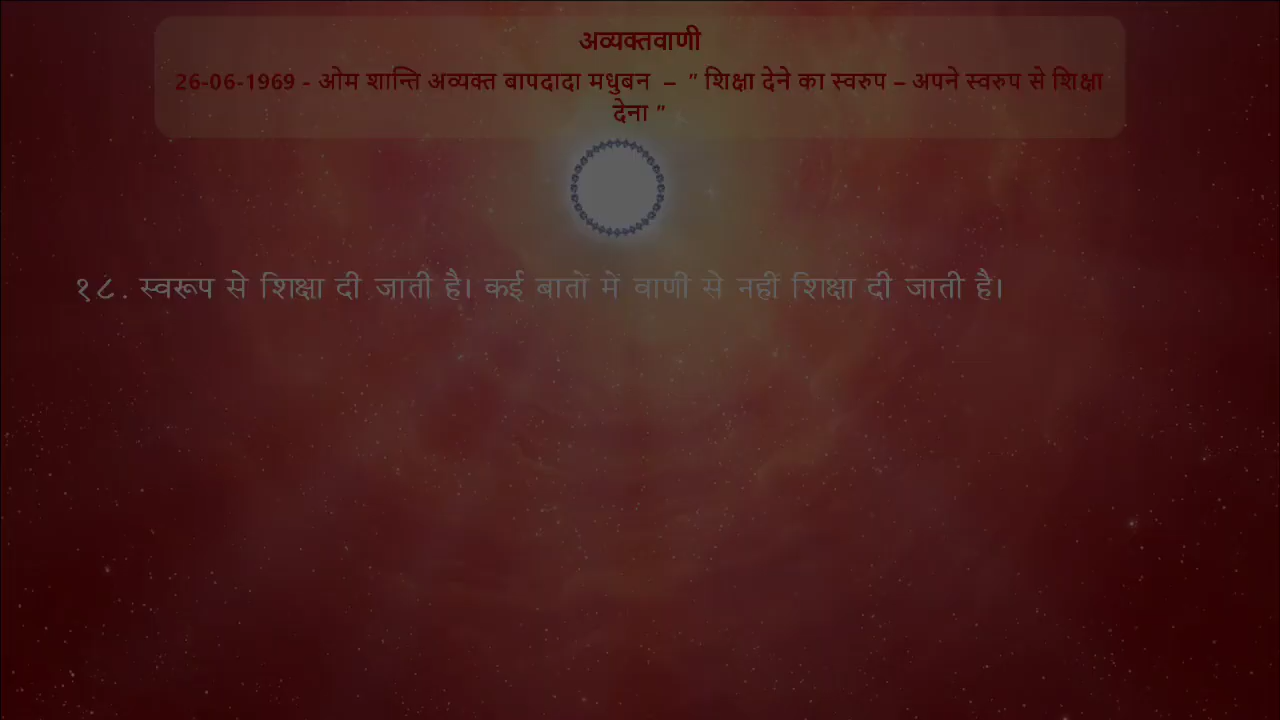 अव्यक्तवाणी
26-06-1969 - ओम शान्ति अव्यक्त बापदादा मधुबन – " शिक्षा देने का स्वरुप – अपने स्वरुप से शिक्षा
देना "
१८. स्वरूप से शिक्षा दी जाती है। कई बातों में वाणी से नहीं शिक्षा दी जाती है।